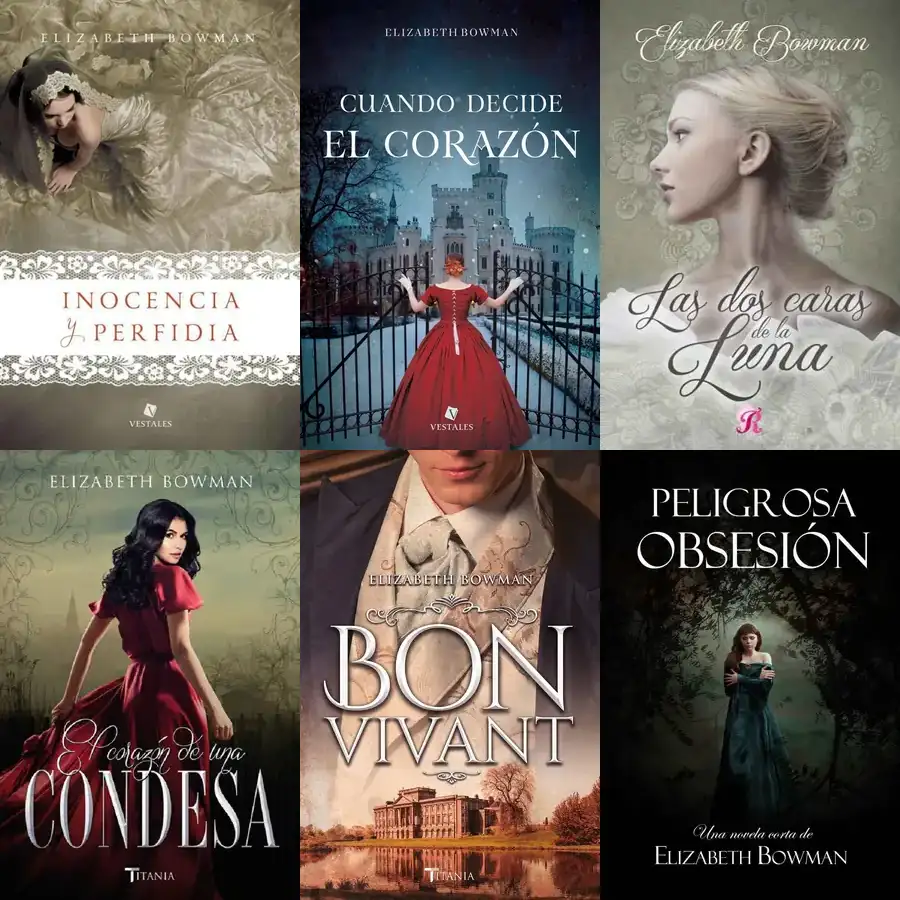 ELIZABETH BOWMAN
INOCENCIA
y PERFIDIA
VESTALES
ELIZABETH BOWMAN
CUANDO DECIDE
EL CORAZÓN
VESTALES
Elizabeth Bowman
Las dos caras
de la
Luna
R
ELIZABETH BOWMAN
El corazón de una
CONDESA
TITANIA
ELIZABETH BOWMAN
BON
VIVANT
TITANIA
PELIGROSA
OBSESIÓN
Una novela corta de
ELIZABETH BOWMAN